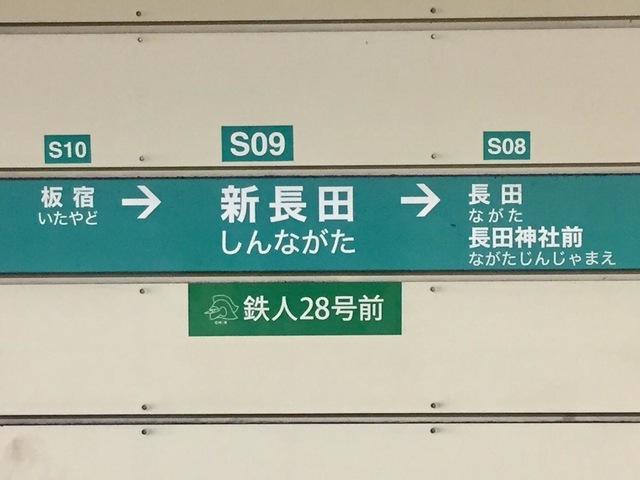 S10
S09
S08
板宿
いたやど
→
新長田
しんながた
→
長田
ながた
長田神社前
ながたじんじゃまえ
鉄人28号前